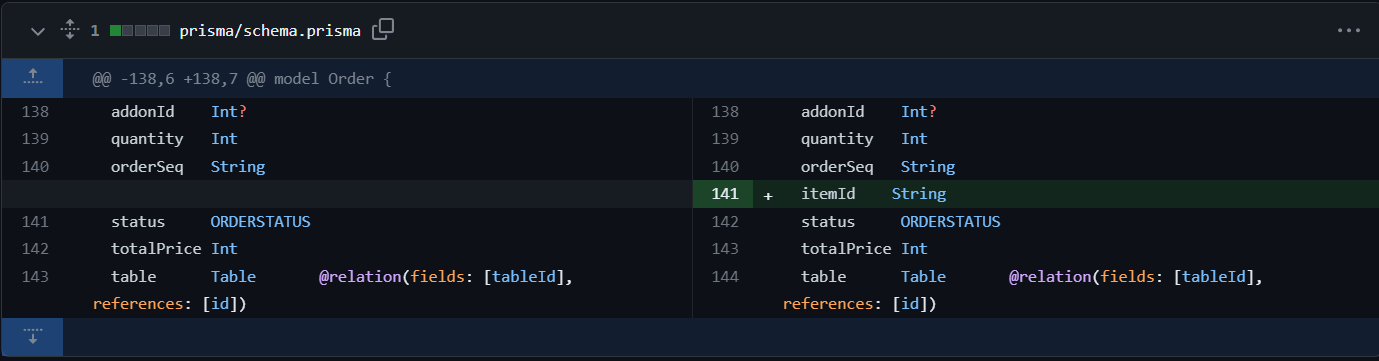 1 prisma/schema.prisma
@@ -138,6 +138,7 @@ model Order {
138 addonId Int? 138 addonId Int?
139 quantity Int 139 quantity Int
140 orderSeq String 140 orderSeq String
141 + itemId String
141 status ORDERSTATUS 142 status ORDERSTATUS
142 totalPrice Int 143 totalPrice Int
143 table Table @relation(fields: [tableId], 144 table Table @relation(fields: [tableId],
references: [id]) references: [id])